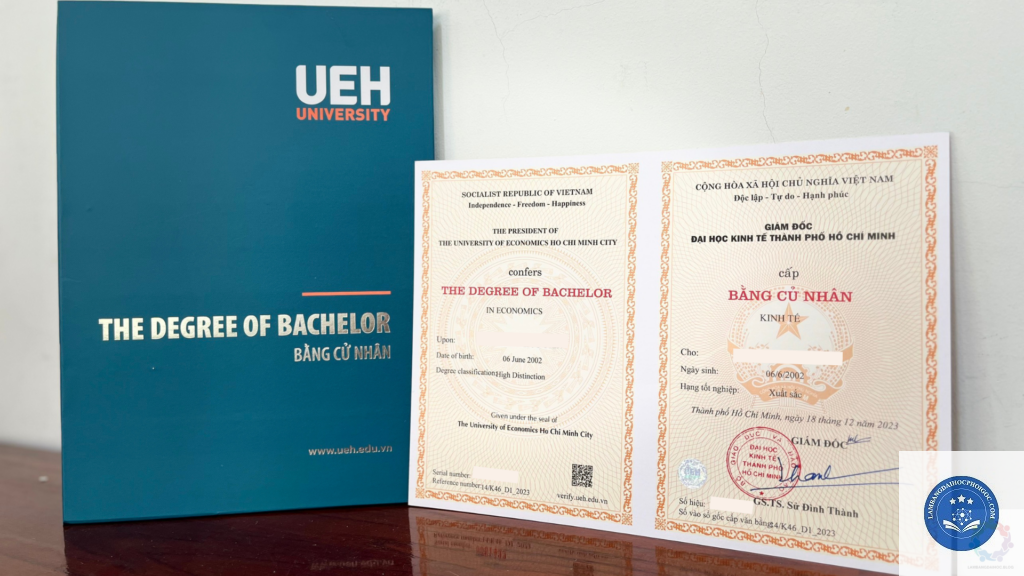 UEH
UNIVERSITY
THE DEGREE OF BACHELOR
BẰNG CỬ NHÂN
www.ueh.edu.vn
SOCIALIST REPUBLIC OF VIETNAM
Independence - Freedom - Happiness
THE PRESIDENT OF
THE UNIVERSITY OF ECONOMICS HO CHI MINH CITY
confers
THE DEGREE OF BACHELOR
IN ECONOMICS
Upon:
Date of birth: 06 June 2002
Degree classification: High Distinction
Given under the seal of
The University of Economics Ho Chi Minh City
Serial number:
Reference number: 14/K46_D1_2023
verify.ueh.edu.vn
CỘNG HÒA XÃ HỘI CHỦ NGHĨA VIỆT NAM
Độc lập - Tự do - Hạnh phúc
GIÁM ĐỐC
ĐẠI HỌC KINH TẾ THÀNH PHỐ HỒ CHÍ MINH
cấp
BẰNG CỦ NHÂN
KINH TẾ
Cho:
Ngày sinh: 06/6/2002
Hạng tốt nghiệp: Xuất sắc
Thành phố Hồ Chí Minh, ngày 18 tháng 12 năm 2023
GIÁM ĐỐC
BỘ GIÁO DỤC VÀ
ĐẠI HỌC
KINH TẾ
THÀNH PHỐ
HỒ CHÍ MINH
Số hiệu:
GS.TS. Sử Đình Thành
Số vào sổ gốc cấp văn bằng: 14/K46_D1_2023
LAMBANGDAIHOCPHOIGOC.COM